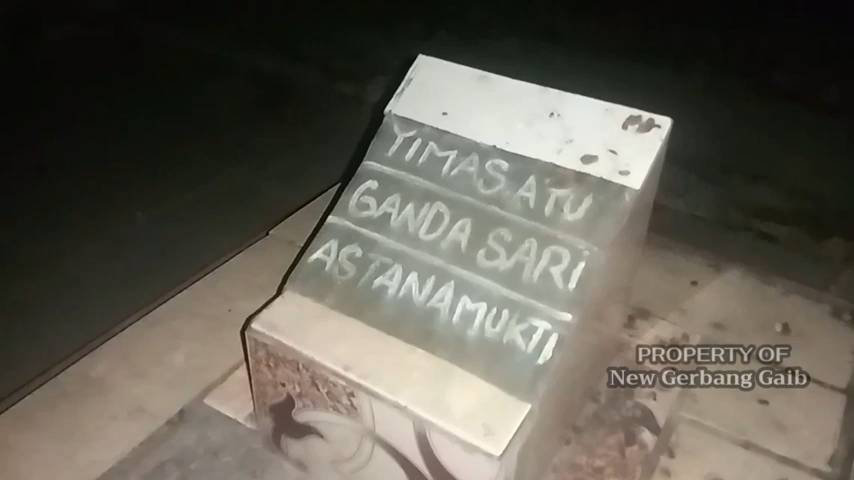 YIMAS ATU
GANDA SARI
ASTANAMUKTI
PROPERTY OF
New Gerbang Gaib